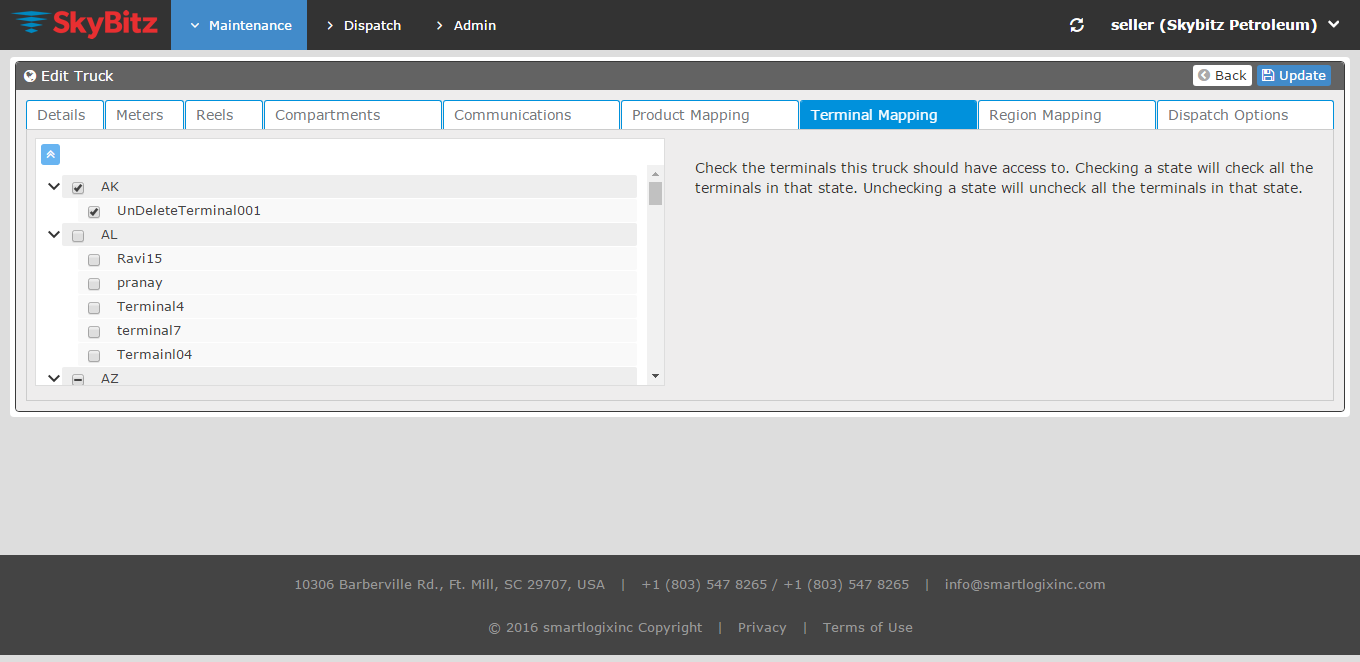 SkyBitz Maintenance Dispatch Admin seller (Skybitz Petroleum)
Edit Truck Back Update
Details Meters Reels Compartments Communications Product Mapping Terminal Mapping Region Mapping Dispatch Options
Check the terminals this truck should have access to. Checking a state will check all the
terminals in that state. Unchecking a state will uncheck all the terminals in that state.
AK
UnDeleteTerminal001
AL
Ravi15
pranay
Terminal4
terminal7
Termainl04
AZ
10306 Barberville Rd., Ft. Mill, SC 29707, USA | +1 (803) 547 8265 / +1 (803) 547 8265 | info@smartlogixinc.com
© 2016 smartlogixinc Copyright | Privacy | Terms of Use